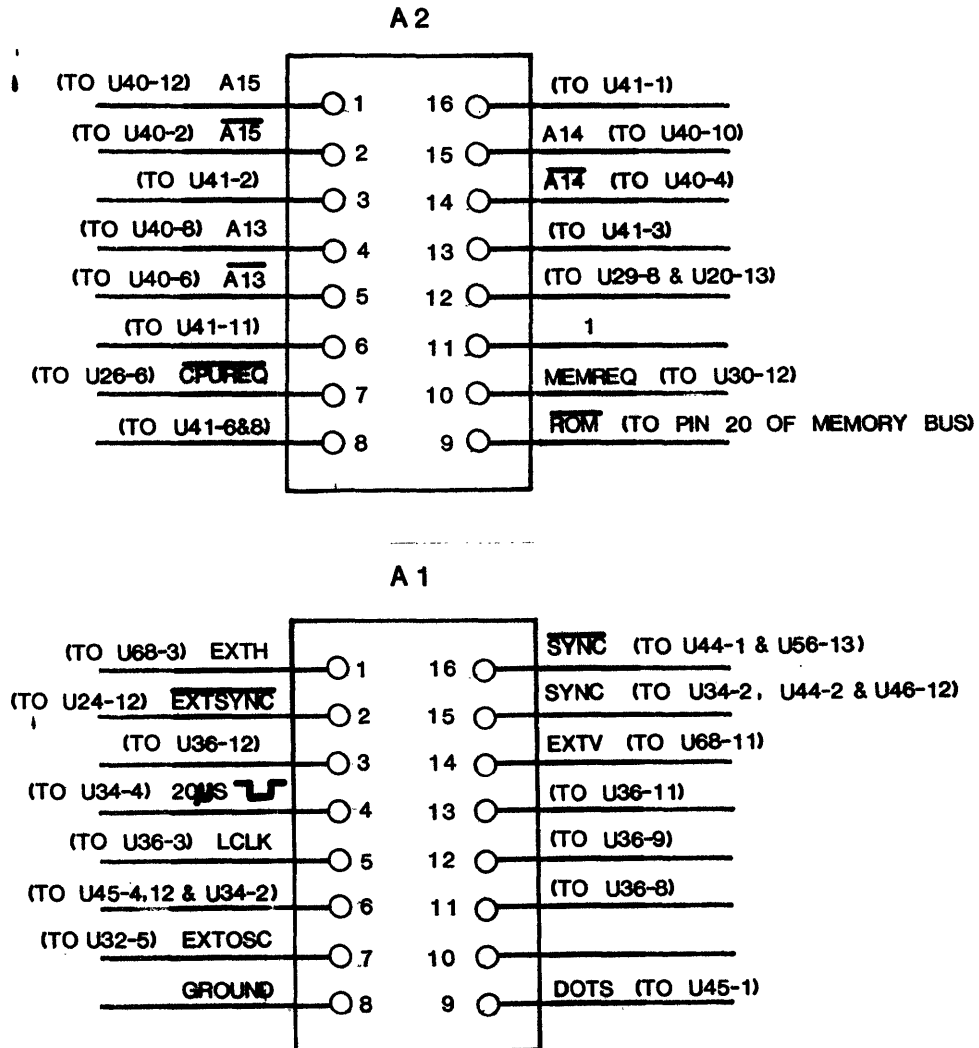 A2
(TO U40-12) A15
1
16
(TO U41-1)
(TO U40-2) A̅1̅5̅
2
15
A14 (TO U40-10)
(TO U41-2)
3
14
A̅1̅4̅ (TO U40-4)
(TO U40-8) A13
4
13
(TO U41-3)
(TO U40-6) A̅1̅3̅
5
12
(TO U29-8 & U20-13)
(TO U41-11)
6
11
1
(TO U26-6) C̅P̅U̅R̅E̅Q̅
7
10
MEMREQ (TO U30-12)
(TO U41-6&8)
8
9
R̅O̅M̅ (TO PIN 20 OF MEMORY BUS)
A1
(TO U68-3) EXTH
1
16
S̅Y̅N̅C̅ (TO U44-1 & U56-13)
(TO U24-12) E̅X̅T̅S̅Y̅N̅C̅
2
15
SYNC (TO U34-2, U44-2 & U46-12)
(TO U36-12)
3
14
EXTV (TO U68-11)
(TO U34-4) 20µS
4
13
(TO U36-11)
(TO U36-3) LCLK
5
12
(TO U36-9)
(TO U45-4,12 & U34-2)
6
11
(TO U36-8)
(TO U32-5) EXTOSC
7
10
GROUND
8
9
DOTS (TO U45-1)